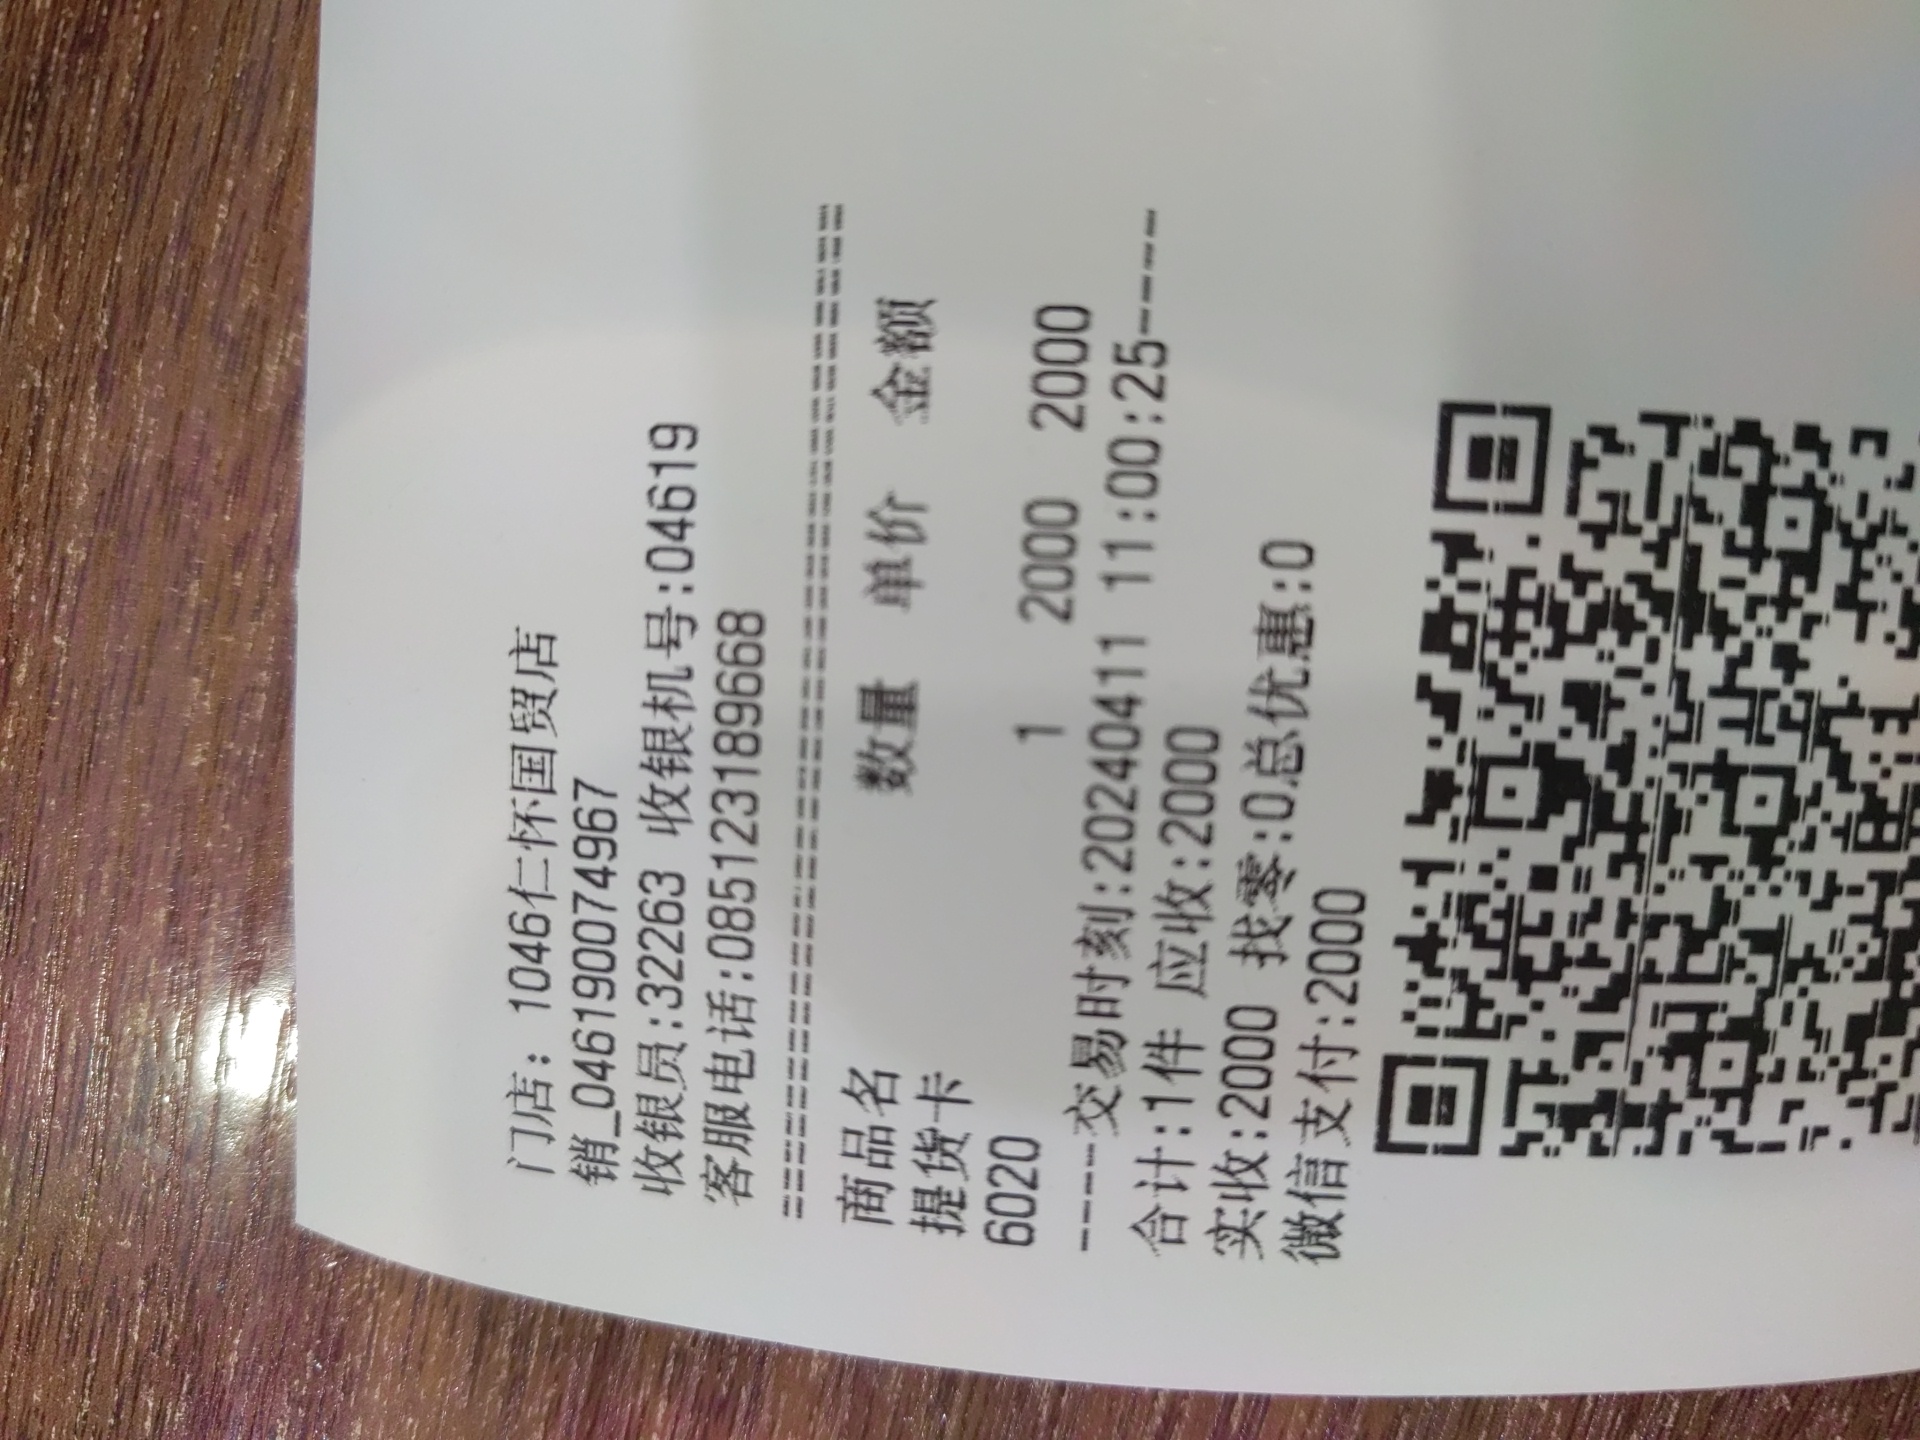 门店: 1046仁怀国贸店
销_0461900074967
收银员:32263 收银机号:04619
客服电话:085123189668
================================
商品名 数量 单价 金额
提货卡
6020 1 2000 2000
----交易时刻:20240411 11:00:25----
合计:1件 应收:2000
实收:2000 找零:0总优惠:0
微信支付:2000